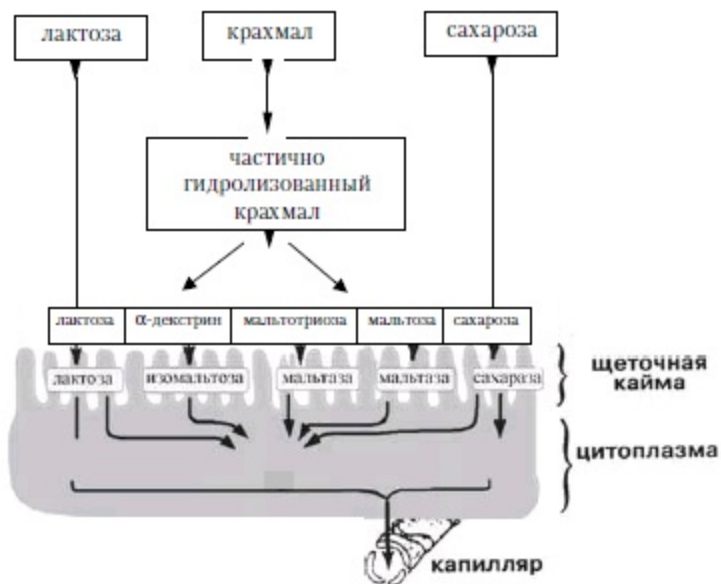 лактоза
крахмал
сахароза
частично
гидролизованный
крахмал
лактоза
α-декстрин
мальтотриоза
мальтоза
сахароза
лактоза
изомальтоза
мальтаза
мальтаза
сахараза
щеточная
кайма
цитоплазма
капилляр